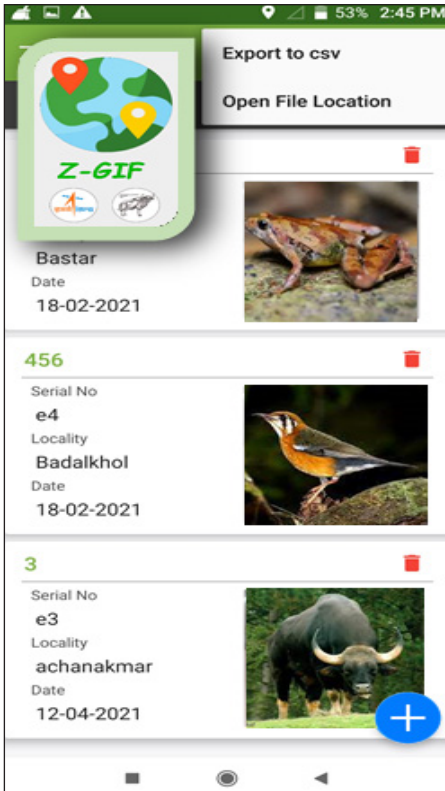 53% 2:45 PM
Export to csv
Open File Location
Z-GIF
Bastar
Date
18-02-2021
456
Serial No
e4
Locality
Badalkhol
Date
18-02-2021
3
Serial No
e3
Locality
achanakmar
Date
12-04-2021